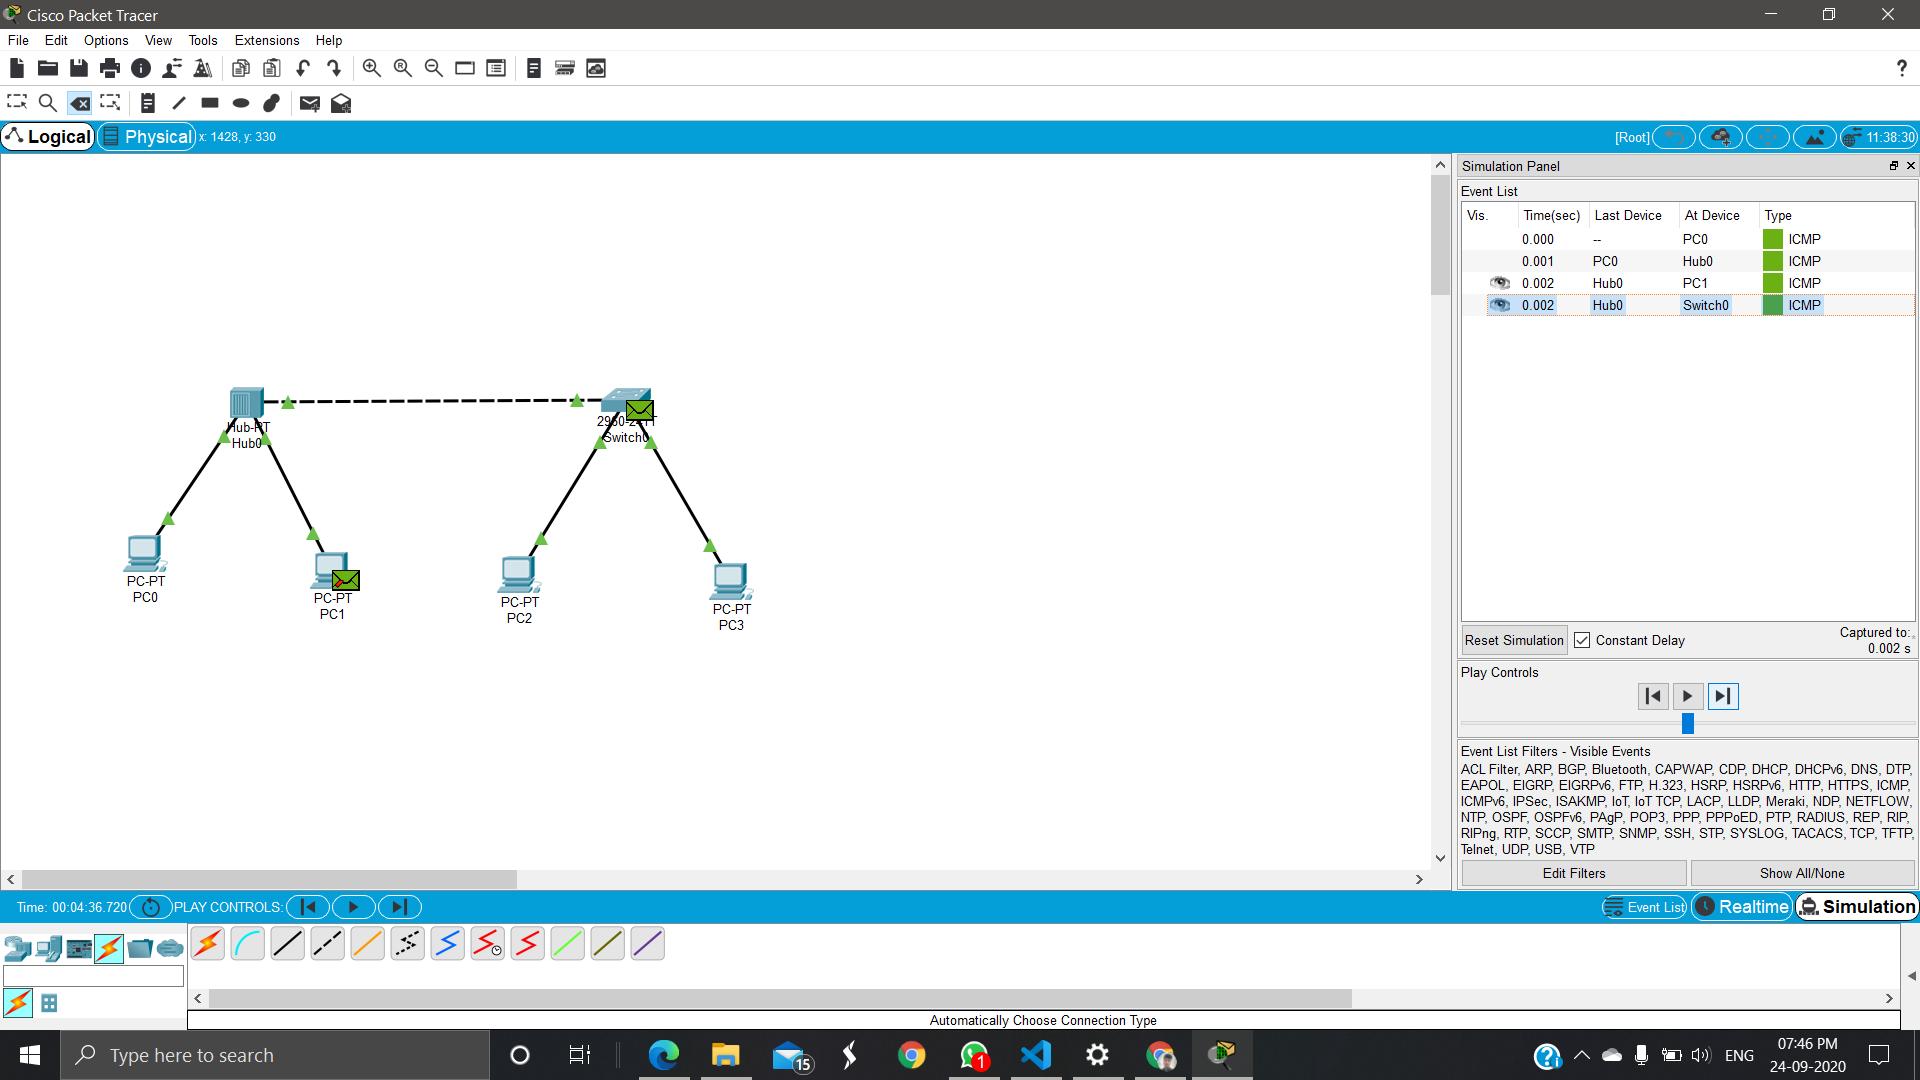 Cisco Packet Tracer
File Edit Options View Tools Extensions Help
?
Logical Physical x: 1428, y: 330 [Root] 11:38:30
Simulation Panel
Event List
Vis. Time(sec) Last Device At Device Type
0.000 -- PC0 ICMP
0.001 PC0 Hub0 ICMP
0.002 Hub0 PC1 ICMP
0.002 Hub0 Switch0 ICMP
Hub-PT
Hub0
Switch0
PC-PT
PC0
PC-PT
PC1
PC-PT
PC2
PC-PT
PC3
Reset Simulation Constant Delay Captured to:
0.002 s
Play Controls
Event List Filters - Visible Events
ACL Filter, ARP, BGP, Bluetooth, CAPWAP, CDP, DHCP, DHCPv6, DNS, DTP,
EAPOL, EIGRP, EIGRPv6, FTP, H.323, HSRP, HSRPv6, HTTP, HTTPS, ICMP,
ICMPv6, IPSec, ISAKMP, IoT, IoT TCP, LACP, LLDP, Meraki, NDP, NETFLOW,
NTP, OSPF, OSPFv6, PAgP, POP3, PPP, PPPoED, PTP, RADIUS, REP, RIP,
RIPng, RTP, SCCP, SMTP, SNMP, SSH, STP, SYSLOG, TACACS, TCP, TFTP,
Telnet, UDP, USB, VTP
Edit Filters Show All/None
Time: 00:04:36.720 PLAY CONTROLS: Event List Realtime Simulation
Automatically Choose Connection Type
Type here to search 15 1 ENG 07:46 PM
24-09-2020